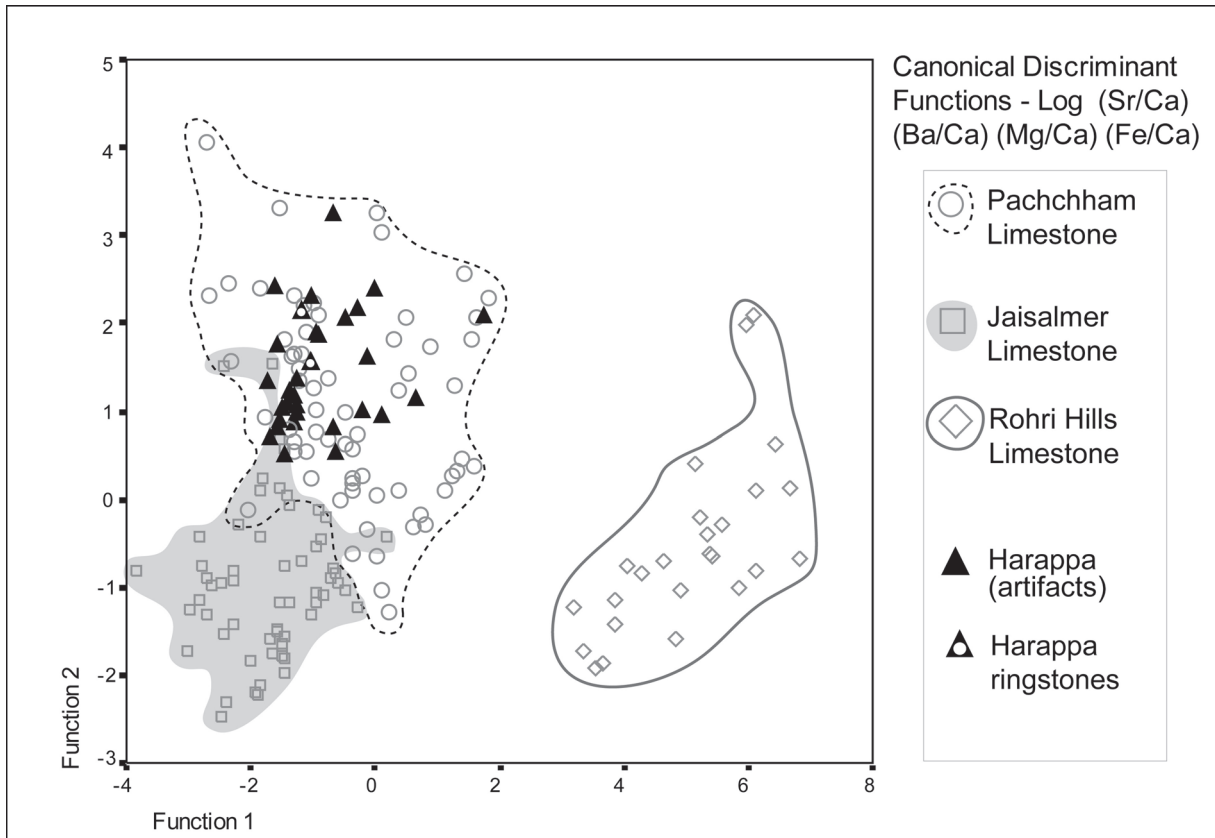 Canonical Discriminant
Functions - Log (Sr/Ca)
(Ba/Ca) (Mg/Ca) (Fe/Ca)
Pachchham
Limestone
Jaisalmer
Limestone
Rohri Hills
Limestone
Harappa
(artifacts)
Harappa
ringstones
5
4
3
2
1
0
-1
-2
-3
Function 2
-4
-2
0
2
4
6
8
Function 1